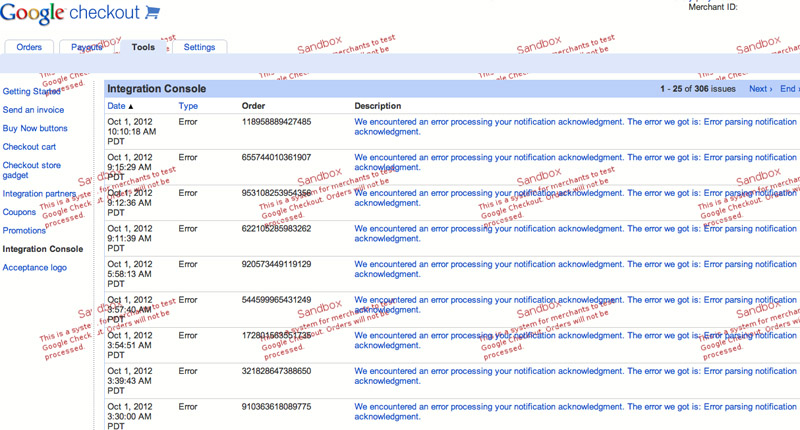 Google checkout
Merchant ID:
Orders Payouts Tools Settings
Integration Console 1 - 25 of 306 issues Next › End ›
Getting Started
Send an invoice
Buy Now buttons
Checkout cart
Checkout store
gadget
Integration partners
Coupons
Promotions
Integration Console
Acceptance logo
Date ▲ Type Order Description
Oct 1, 2012 Error 118958889427485 We encountered an error processing your notification acknowledgment. The error we got is: Error parsing notification
10:10:18 AM acknowledgment.
PDT
Oct 1, 2012 Error 655744010361907 We encountered an error processing your notification acknowledgment. The error we got is: Error parsing notification
9:15:29 AM acknowledgment.
PDT
Oct 1, 2012 Error 953108253954356 We encountered an error processing your notification acknowledgment. The error we got is: Error parsing notification
9:12:36 AM acknowledgment.
PDT
Oct 1, 2012 Error 622105285983262 We encountered an error processing your notification acknowledgment. The error we got is: Error parsing notification
9:11:39 AM acknowledgment.
PDT
Oct 1, 2012 Error 920573449119129 We encountered an error processing your notification acknowledgment. The error we got is: Error parsing notification
5:58:13 AM acknowledgment.
PDT
Oct 1, 2012 Error 544599965431249 We encountered an error processing your notification acknowledgment. The error we got is: Error parsing notification
3:57:40 AM acknowledgment.
PDT
Oct 1, 2012 Error 172801563551735 We encountered an error processing your notification acknowledgment. The error we got is: Error parsing notification
3:54:51 AM acknowledgment.
PDT
Oct 1, 2012 Error 321828647388650 We encountered an error processing your notification acknowledgment. The error we got is: Error parsing notification
3:39:43 AM acknowledgment.
PDT
Oct 1, 2012 Error 910363618089775 We encountered an error processing your notification acknowledgment. The error we got is: Error parsing notification
3:30:00 AM acknowledgment.
PDT
Sandbox
This is a system for merchants to test
Google Checkout. Orders will not be
processed.